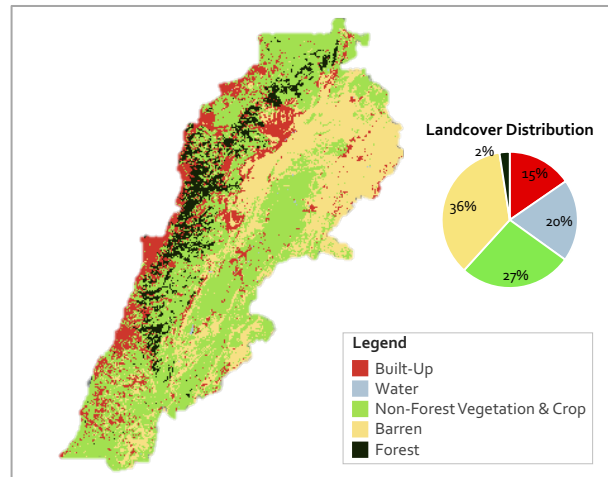 Landcover Distribution
2%
15%
36%
20%
27%
Legend
Built-Up
Water
Non-Forest Vegetation & Crop
Barren
Forest